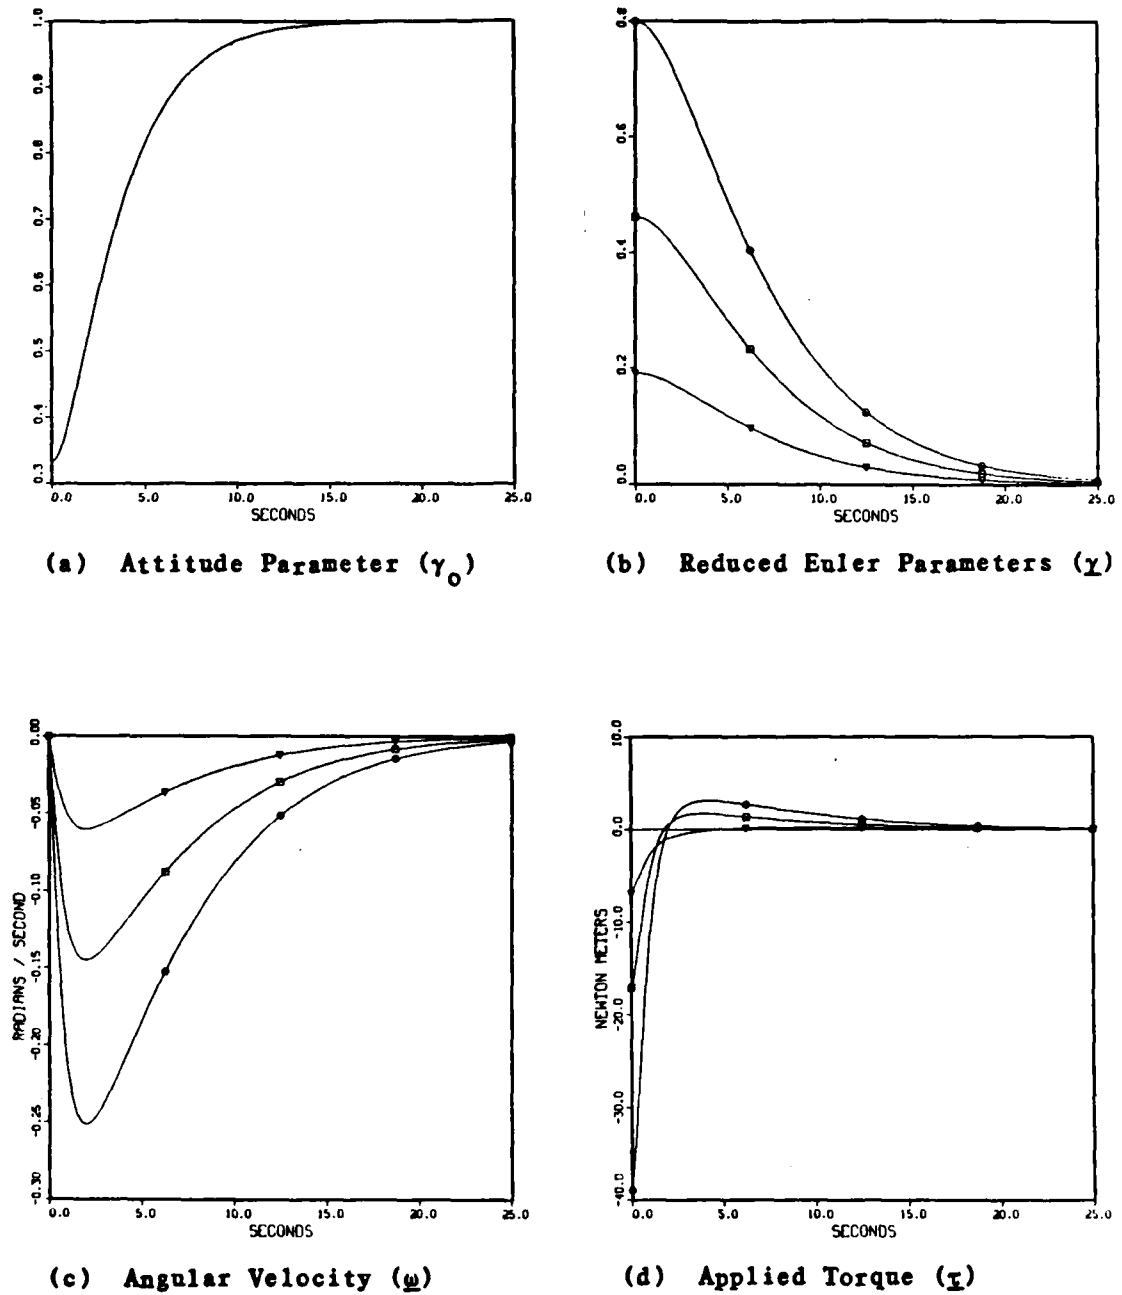 1.0
0.9
0.8
0.7
0.6
0.5
0.4
0.3
0.0 5.0 10.0 15.0 20.0 25.0
SECONDS
(a) Attitude Parameter (γo)
0.8
0.6
0.4
0.2
0.0
0.0 5.0 10.0 15.0 20.0 25.0
SECONDS
(b) Reduced Euler Parameters (γ)
0.00
-0.05
-0.10
-0.15
-0.20
-0.25
-0.30
RADIANS / SECOND
0.0 5.0 10.0 15.0 20.0 25.0
SECONDS
(c) Angular Velocity (ω)
10.0
0.0
-10.0
-20.0
-30.0
-40.0
NEWTON METERS
0.0 5.0 10.0 15.0 20.0 25.0
SECONDS
(d) Applied Torque (τ)